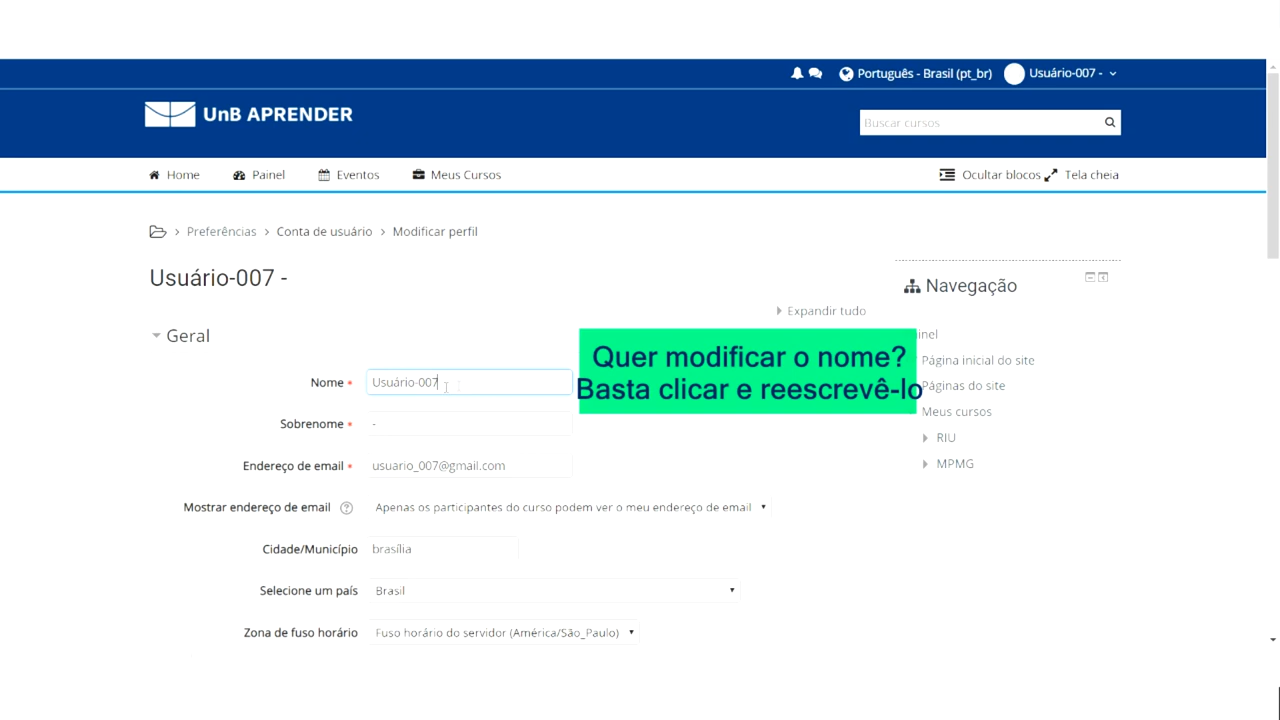 Português - Brasil (pt_br) Usuário-007 -
UnB APRENDER
Buscar cursos
Home Painel Eventos Meus Cursos Ocultar blocos Tela cheia
> Preferências > Conta de usuário > Modificar perfil
Usuário-007 -
Expandir tudo
Geral
Nome * Usuário-007
Sobrenome * -
Endereço de email * usuario_007@gmail.com
Mostrar endereço de email ? Apenas os participantes do curso podem ver o meu endereço de email
Cidade/Município brasília
Selecione um país Brasil
Zona de fuso horário Fuso horário do servidor (América/São_Paulo)
Quer modificar o nome?
Basta clicar e reescrevê-lo
Navegação
Página inicial do site
Páginas do site
Meus cursos
RIU
MPMG